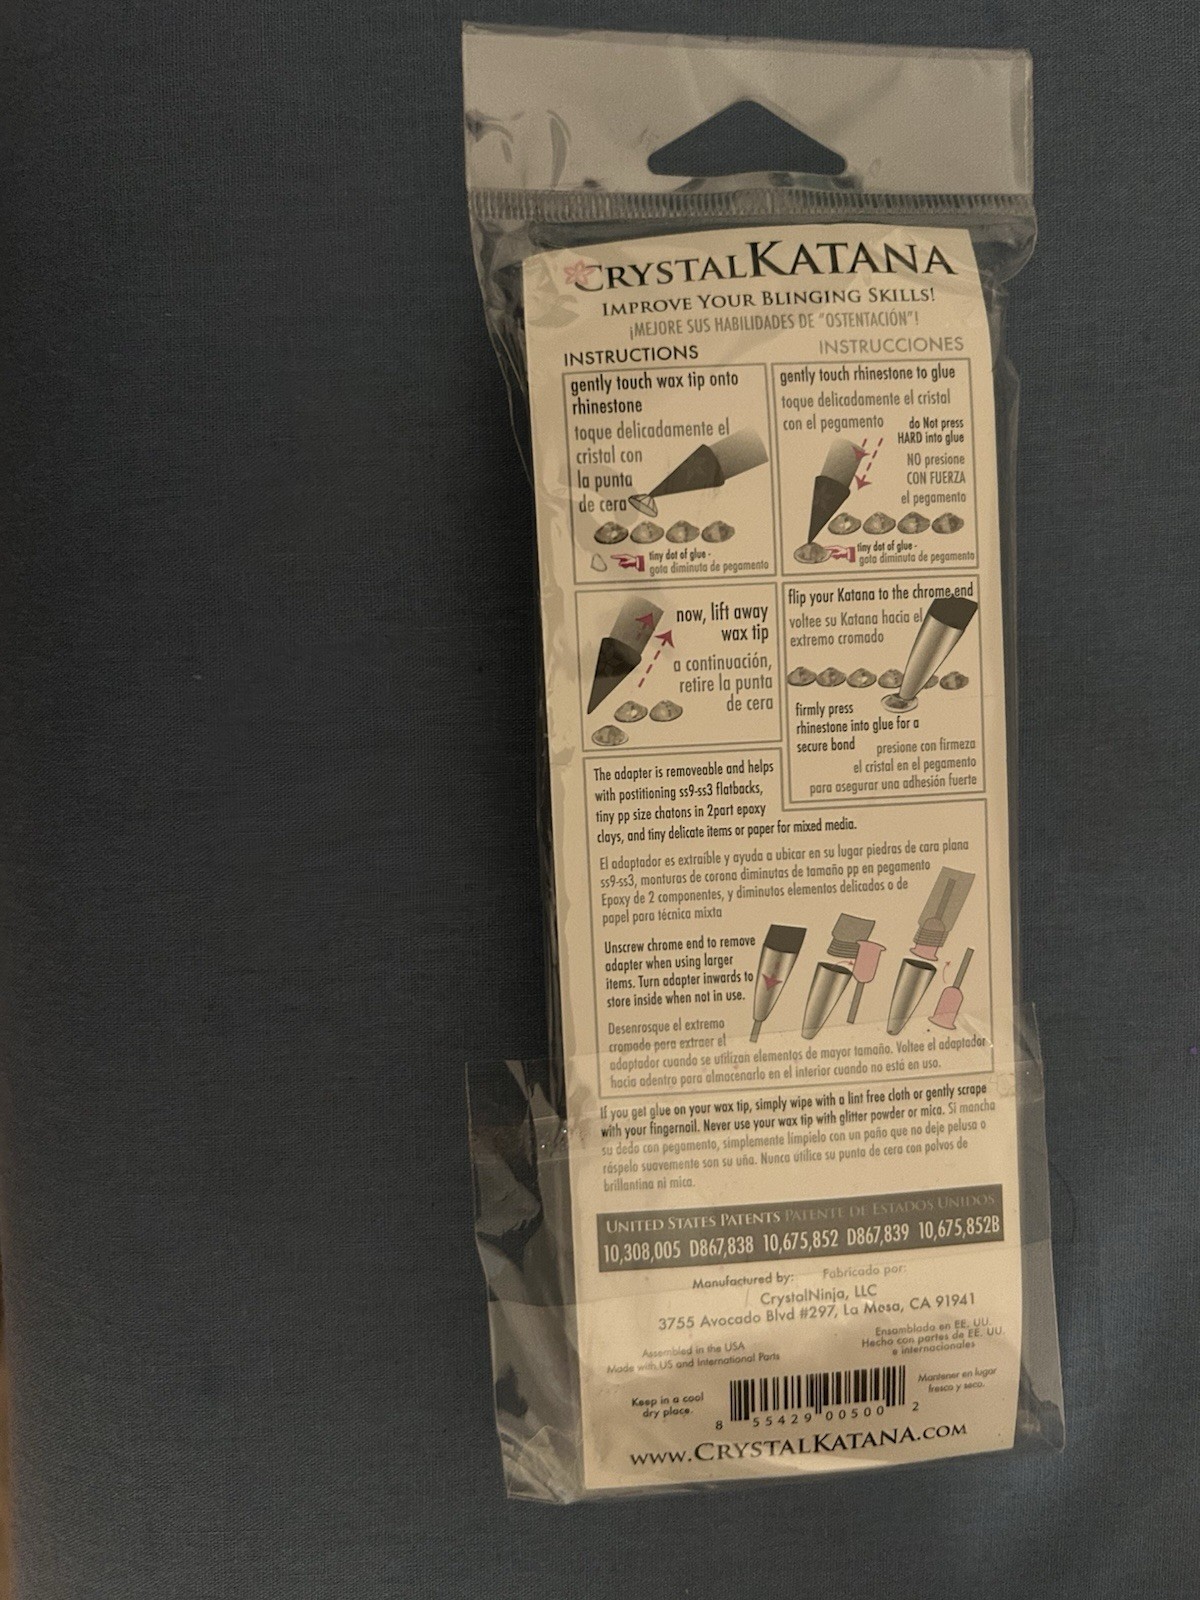 CRYSTALKATANA
IMPROVE YOUR BLINGING SKILLS!
¡MEJORE SUS HABILIDADES DE "OSTENTACIÓN"!
INSTRUCTIONS
INSTRUCCIONES
gently touch wax tip onto
rhinestone
toque delicadamente el
cristal con
la punta
de cera
tiny dot of glue -
gota diminuta de pegamento
gently touch rhinestone to glue
toque delicadamente el cristal
con el pegamento
do Not press
HARD into glue
NO presione
CON FUERZA
el pegamento
tiny dot of glue -
gota diminuta de pegamento
now, lift away
wax tip
a continuación,
retire la punta
de cera
flip your Katana to the chrome end
voltee su Katana hacia el
extremo cromado
firmly press
rhinestone into glue for a
secure bond
presione con firmeza
el cristal en el pegamento
para asegurar una adhesión fuerte
The adapter is removeable and helps
with postitioning ss9-ss3 flatbacks,
tiny pp size chatons in 2part epoxy
clays, and tiny delicate items or paper for mixed media.
El adaptador es extraíble y ayuda a ubicar en su lugar piedras de cara plana
ss9-ss3, monturas de corona diminutas de tamaño pp en pegamento
Epoxy de 2 componentes, y diminutos elementos delicados o de
papel para técnica mixta
Unscrew chrome end to remove
adapter when using larger
items. Turn adapter inwards to
store inside when not in use.
Desenrosque el extremo
cromado para extraer el
adaptador cuando se utilizan elementos de mayor tamaño. Voltee el adaptador
hacia adentro para almacenarlo en el interior cuando no está en uso.
If you get glue on your wax tip, simply wipe with a lint free cloth or gently scrape
with your fingernail. Never use your wax tip with glitter powder or mica. Si mancha
su dedo con pegamento, simplemente límpielo con un paño que no deje pelusa o
ráspelo suavemente son su uña. Nunca útilice su punta de cera con polvos de
brillantina ni mica.
UNITED STATES PATENTS PATENTE DE ESTADOS UNIDOS
10,308,005 D867,838 10,675,852 D867,839 10,675,852B
Manufactured by: Fabricado por:
CrystalNinja, LLC
3755 Avocado Blvd #297, La Mesa, CA 91941
Assembled in the USA
Made with US and International Parts
Ensamblado en EE. UU.
Hecho con partes de EE. UU.
e internacionales
Keep in a cool
dry place.
Mantener en lugar
fresco y seco.
8 55429 00500 2
WWW.CRYSTALKATANA.COM